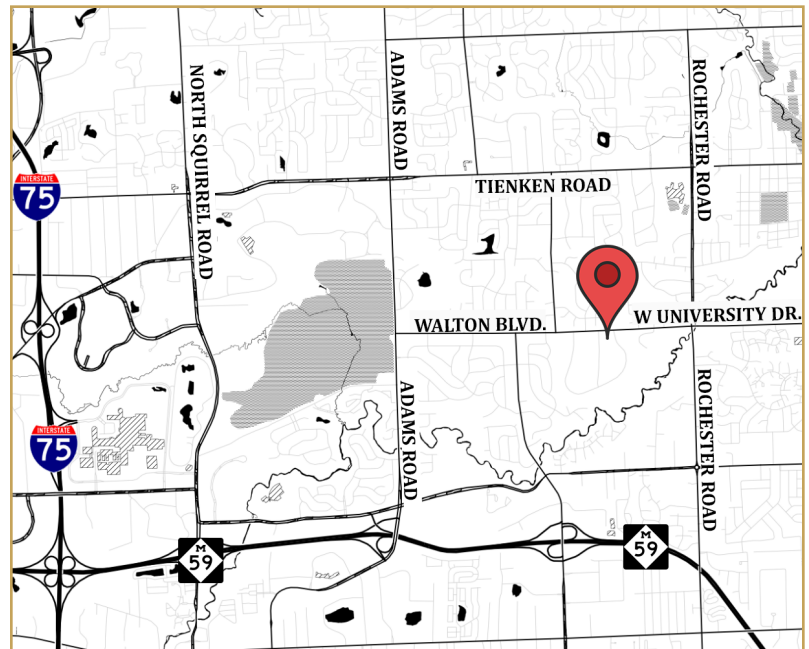 NORTH SQUIRREL ROAD
ADAMS ROAD
ROCHESTER ROAD
INTERSTATE
75
TIENKEN ROAD
WALTON BLVD.
W UNIVERSITY DR.
ADAMS ROAD
ROCHESTER ROAD
INTERSTATE
75
M
59
M
59